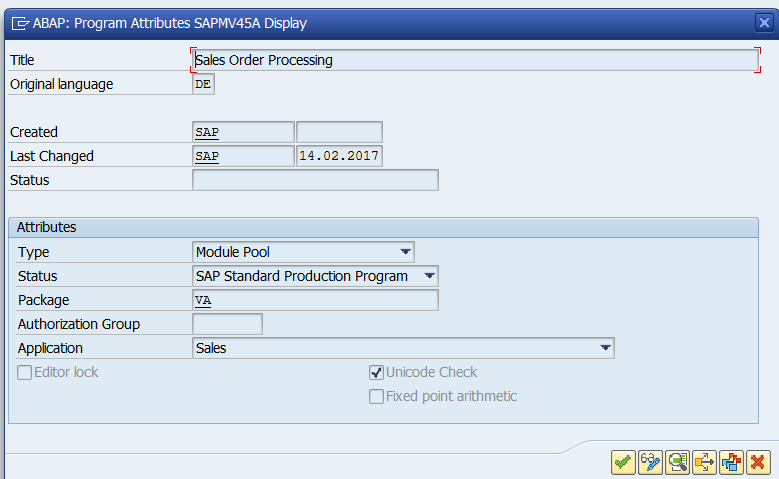 ABAP: Program Attributes SAPMV45A Display
Title Sales Order Processing
Original language DE
Created SAP
Last Changed SAP 14.02.2017
Status
Attributes
Type Module Pool
Status SAP Standard Production Program
Package VA
Authorization Group
Application Sales
Editor lock Unicode Check
Fixed point arithmetic